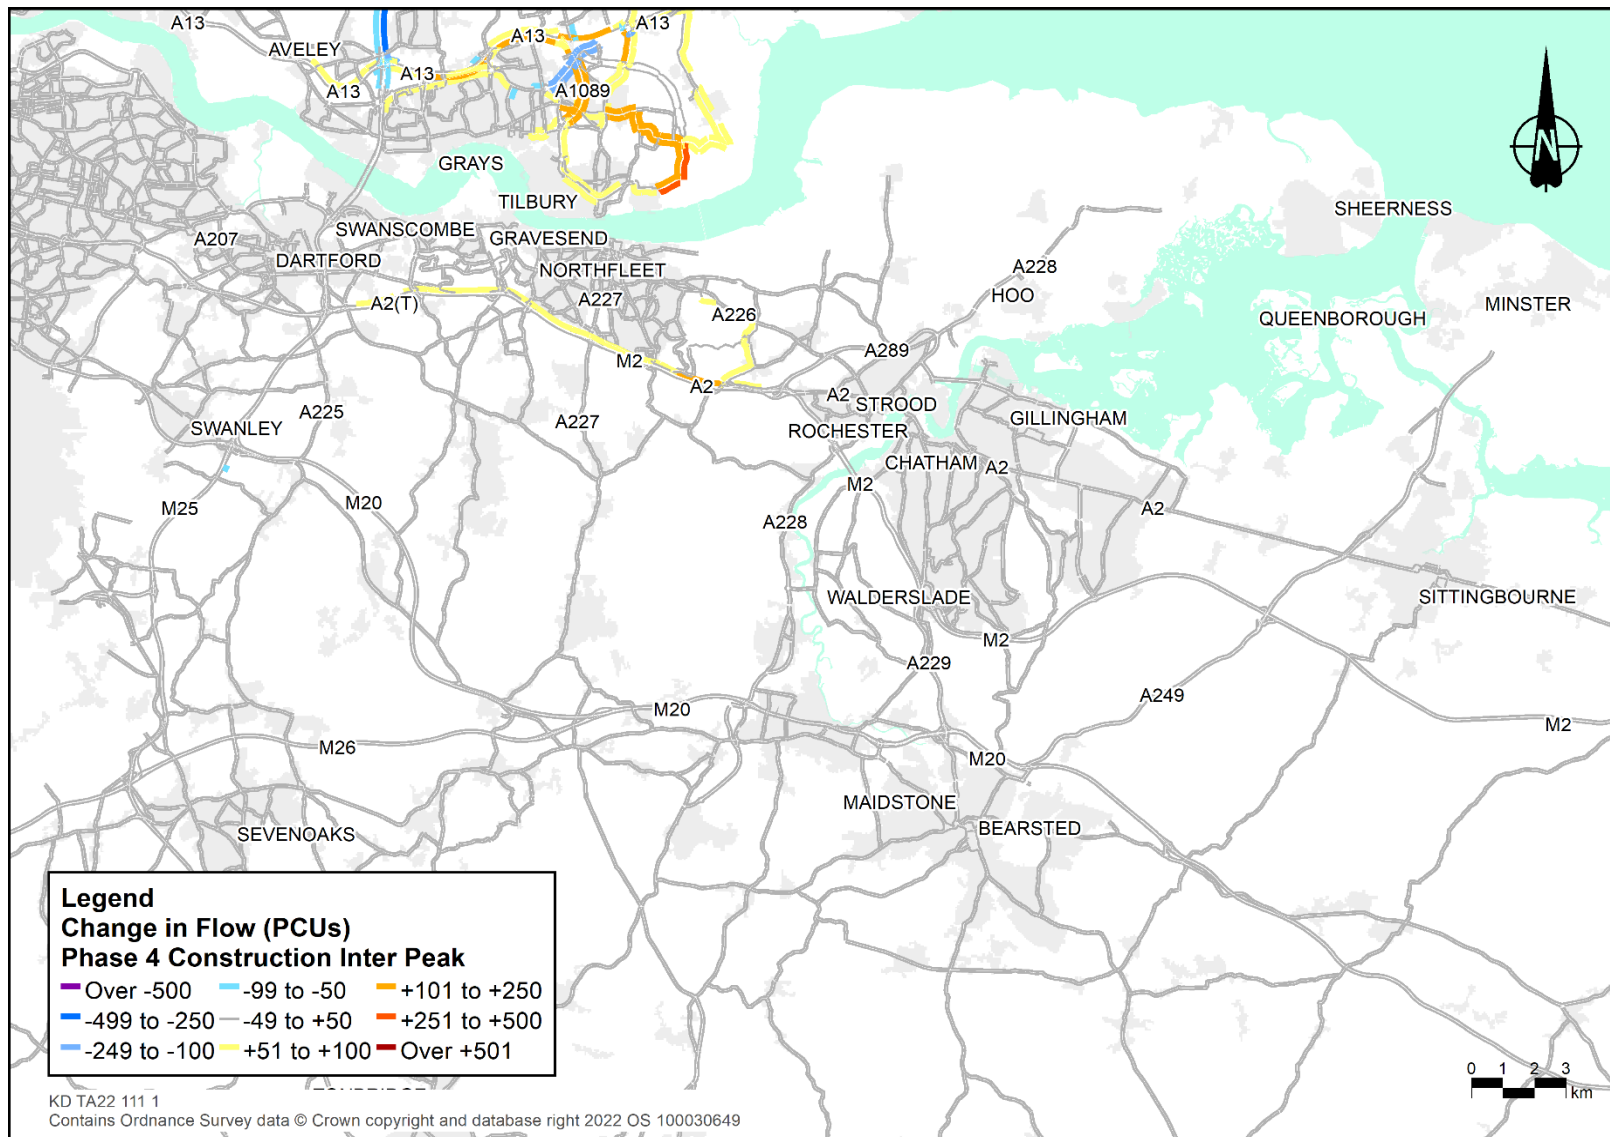 A13
A13
A13
AVELEY
A13
A13
A1089
GRAYS
TILBURY
SHEERNESS
SWANSCOMBE
A207
GRAVESEND
DARTFORD
NORTHFLEET
A228
HOO
A2(T)
A227
A226
MINSTER
QUEENBOROUGH
A289
M2
A2
A2
STROOD
A225
SWANLEY
A227
ROCHESTER
GILLINGHAM
CHATHAM
A2
M2
M25
M20
A228
A2
WALDERSLADE
SITTINGBOURNE
M2
A229
A249
M20
M2
M26
M20
MAIDSTONE
BEARSTED
SEVENOAKS
N
Legend
Change in Flow (PCUs)
Phase 4 Construction Inter Peak
Over -500 -99 to -50 +101 to +250
-499 to -250 -49 to +50 +251 to +500
-249 to -100 +51 to +100 Over +501
0 1 2 3
km
KD TA22 111 1
Contains Ordnance Survey data © Crown copyright and database right 2022 OS 100030649